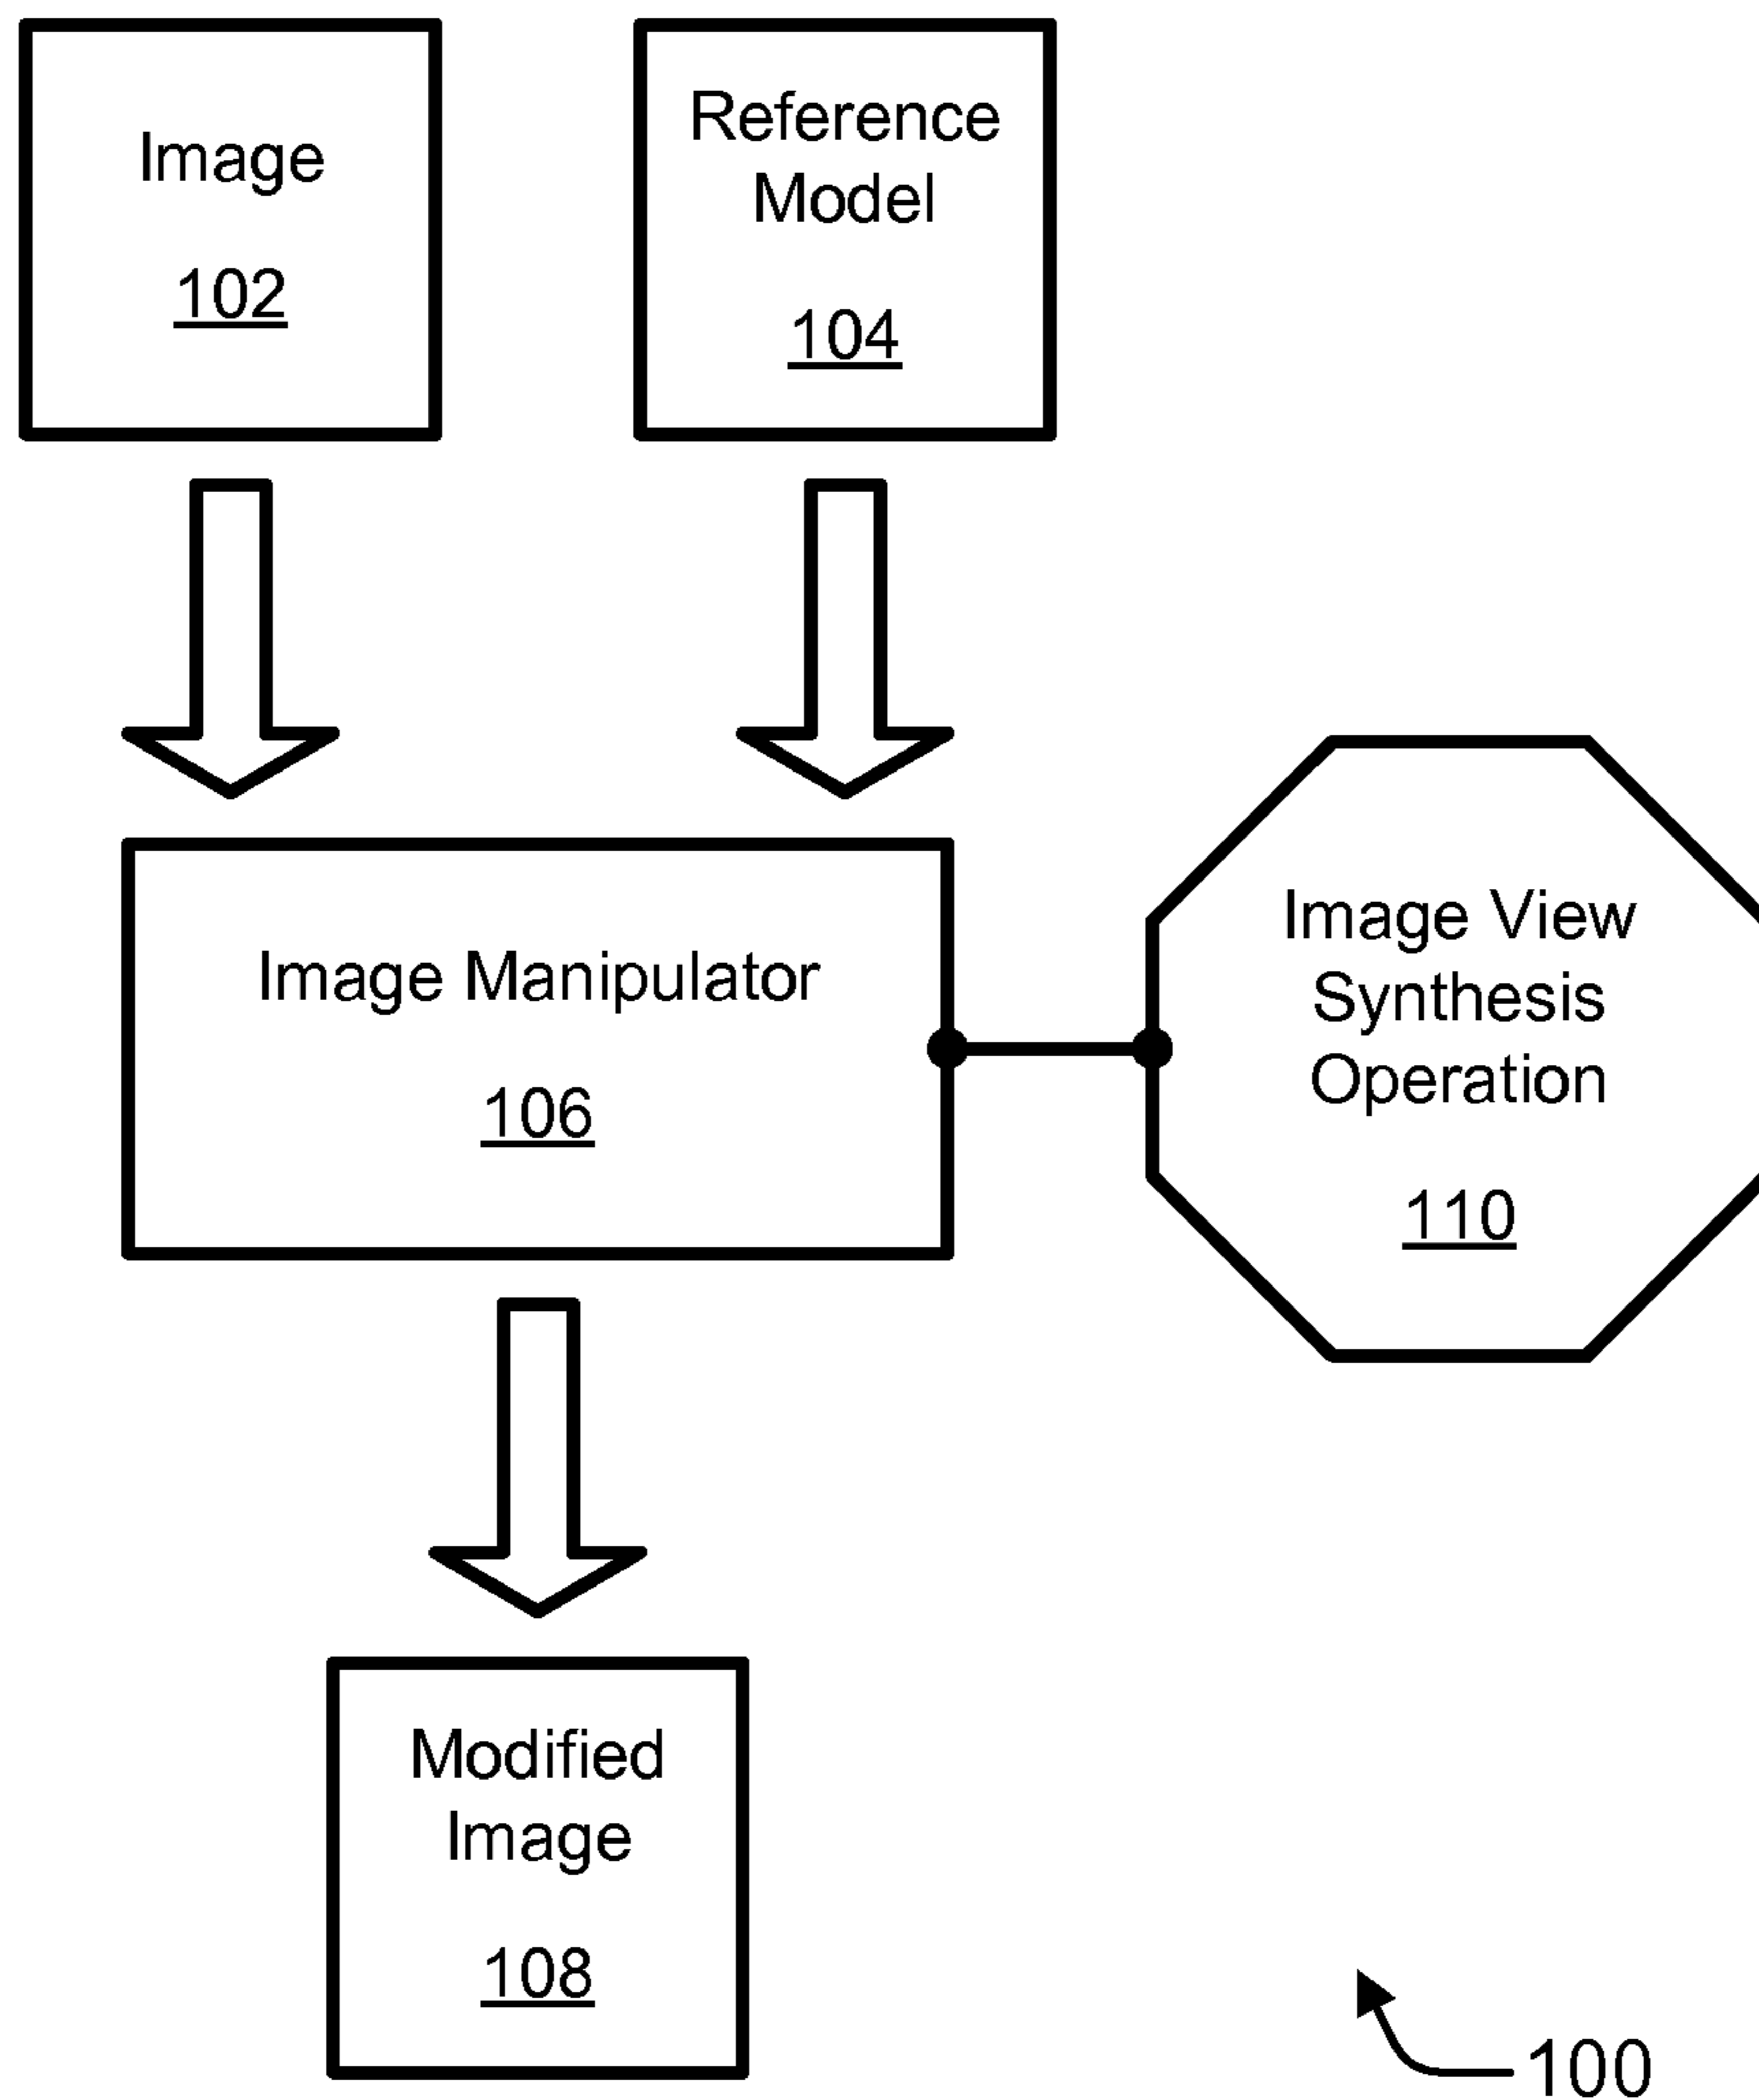 Image
102
Reference
Model
104
Image Manipulator
106
Image View
Synthesis
Operation
110
Modified
Image
108
100